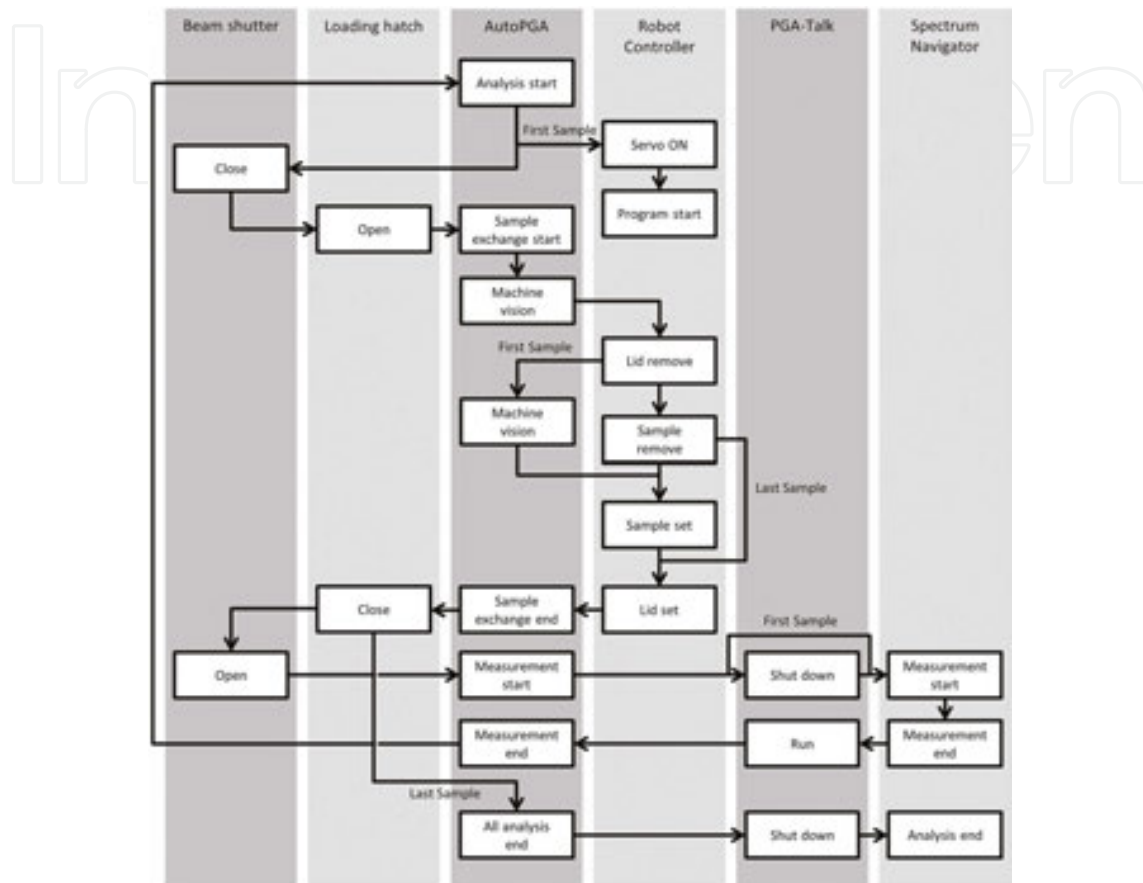 Beam shutter
Loading hatch
AutoPGA
Robot
Controller
PGA-Talk
Spectrum
Navigator
Analysis start
First Sample
Servo ON
Close
Program start
Open
Sample
exchange start
Machine
vision
First Sample
Lid remove
Machine
vision
Sample
remove
Last Sample
Sample set
Close
Sample
exchange end
Lid set
First Sample
Open
Measurement
start
Shut down
Measurement
start
Measurement
end
Run
Measurement
end
Last Sample
All analysis
end
Shut down
Analysis end